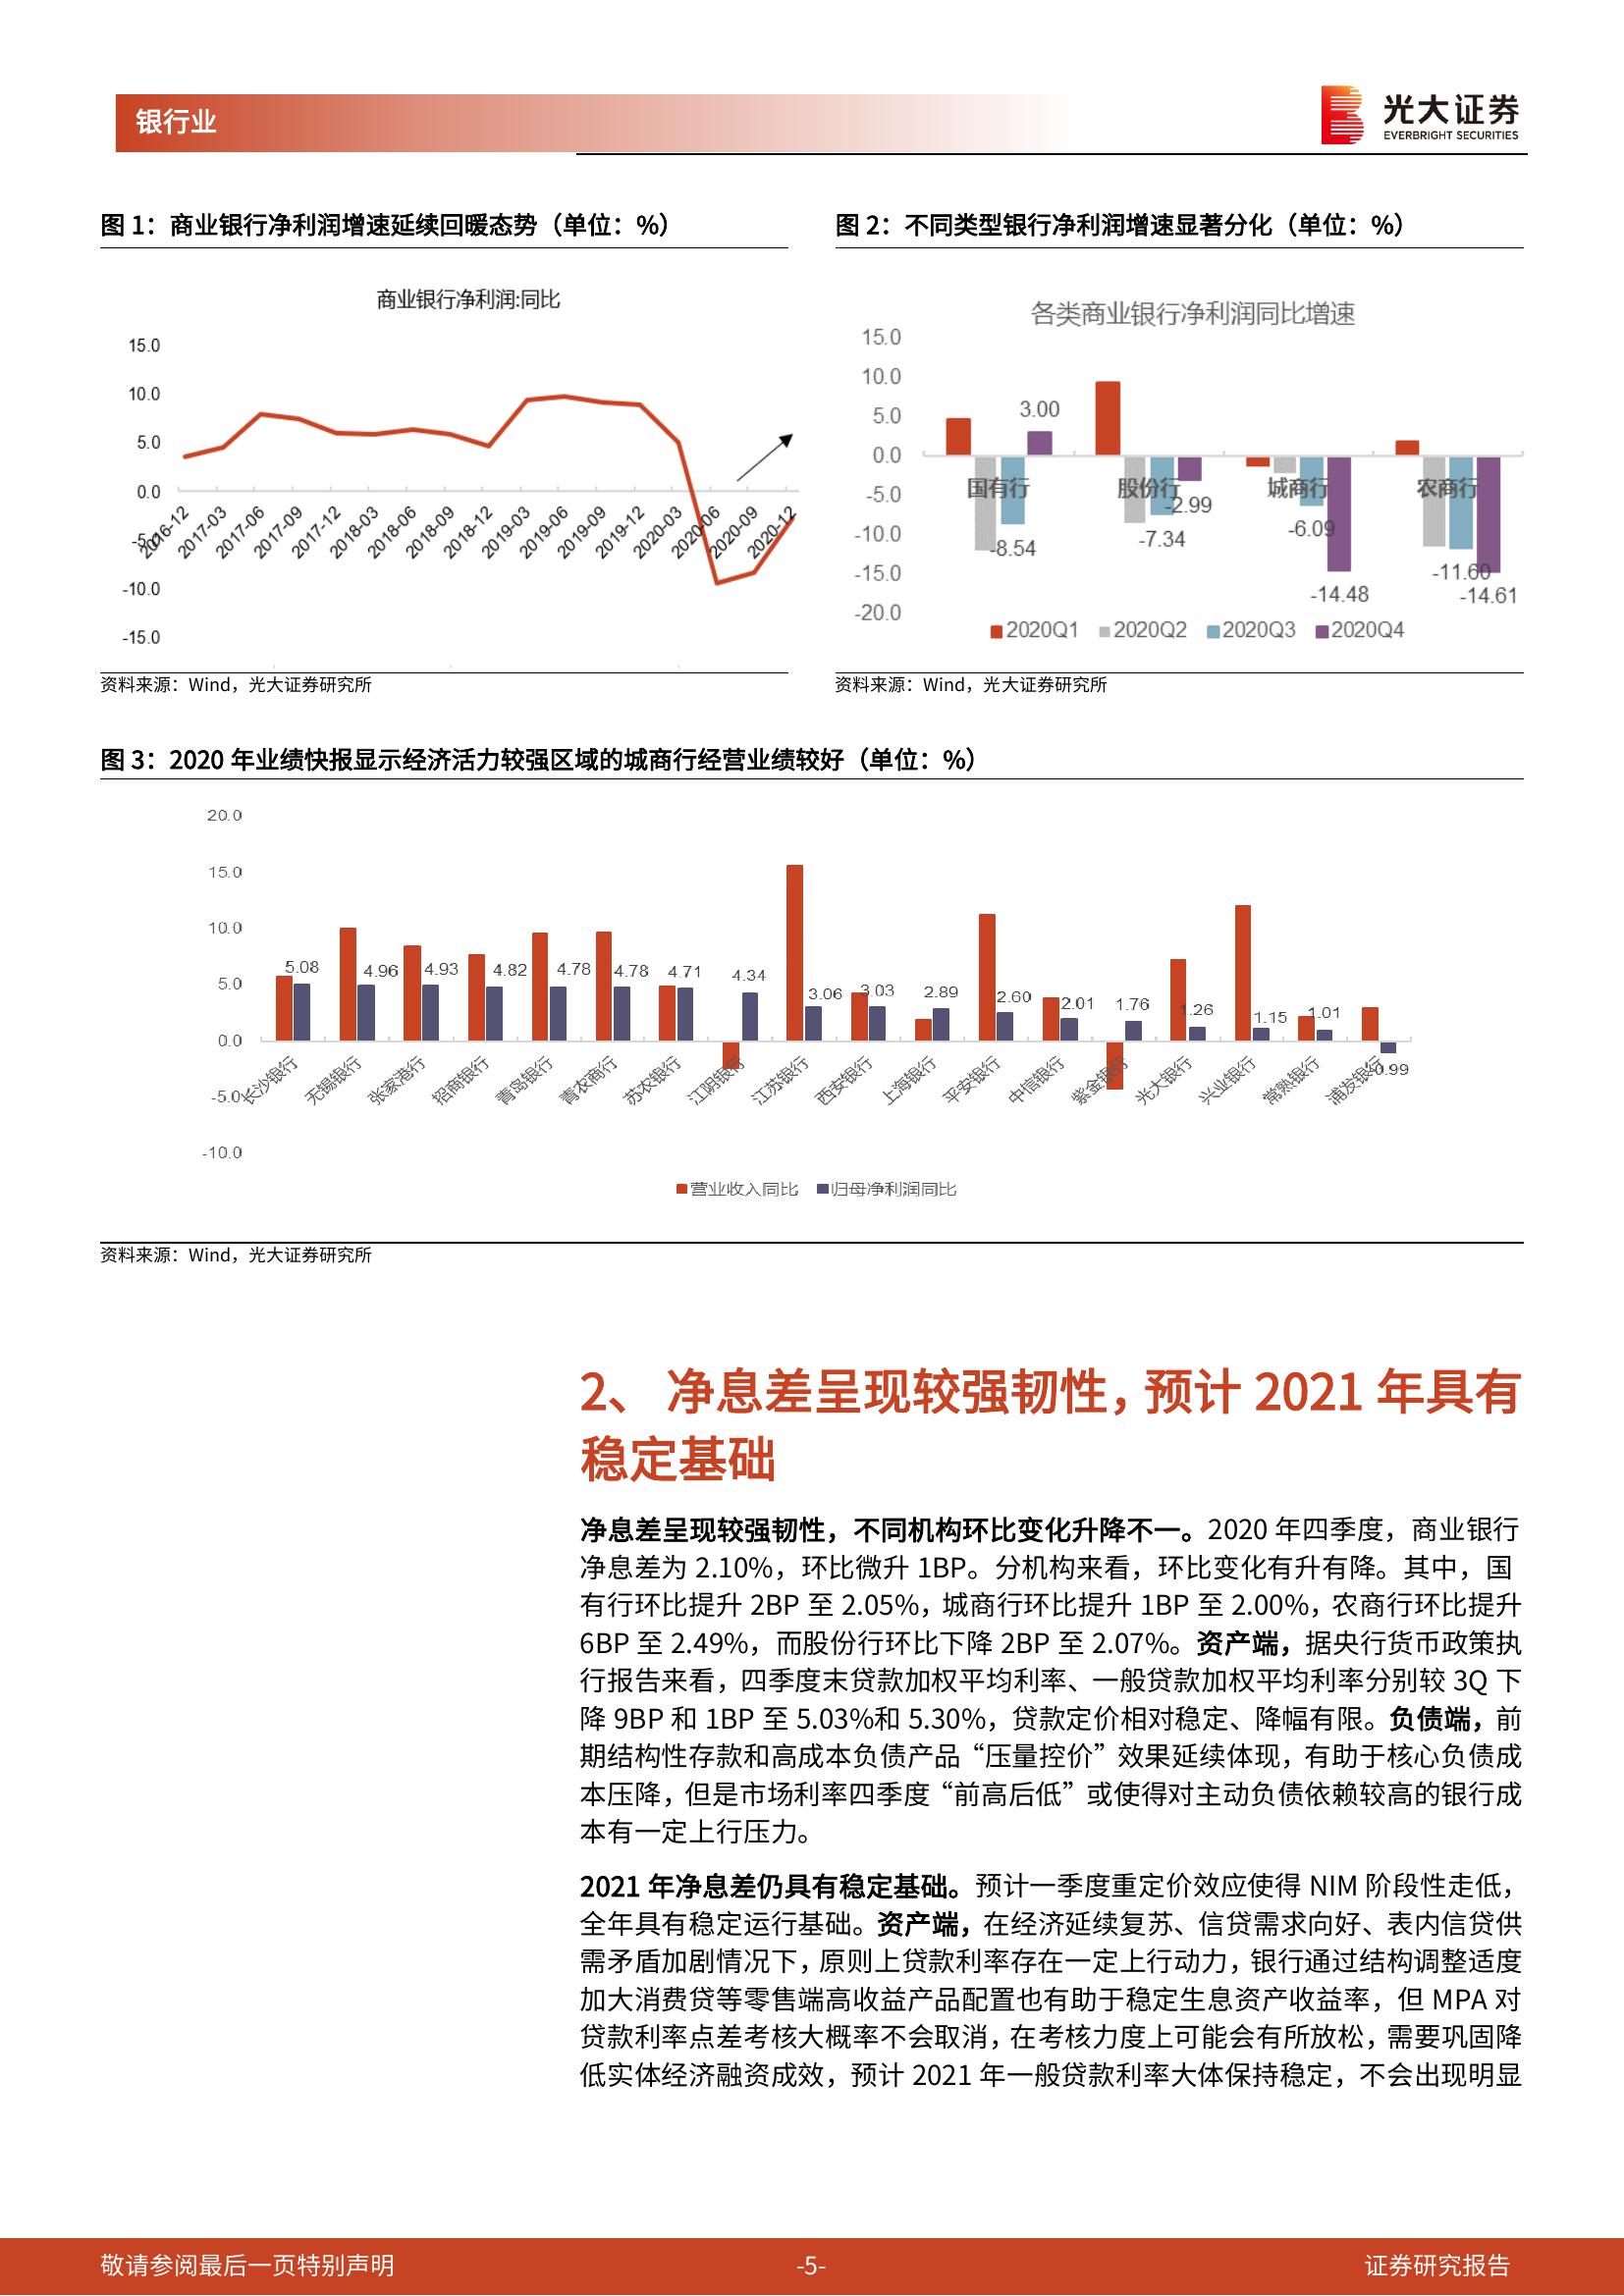 银行业
光大证券
EVERBRIGHT SECURITIES
图 1：商业银行净利润增速延续回暖态势（单位：%）
商业银行净利润:同比
15.0
10.0
5.0
0.0
-5.0
-10.0
-15.0
2016-12
2017-03
2017-06
2017-09
2017-12
2018-03
2018-06
2018-09
2018-12
2019-03
2019-06
2019-09
2019-12
2020-03
2020-06
2020-09
2020-12
资料来源：Wind，光大证券研究所
图 2：不同类型银行净利润增速显著分化（单位：%）
各类商业银行净利润同比增速
15.0
10.0
5.0
0.0
-5.0
-10.0
-15.0
-20.0
3.00
国有行
股份行
城商行
农商行
-2.99
-8.54
-7.34
-6.09
-14.48
-11.60
-14.61
2020Q1 2020Q2 2020Q3 2020Q4
资料来源：Wind，光大证券研究所
图 3：2020 年业绩快报显示经济活力较强区域的城商行经营业绩较好（单位：%）
20.0
15.0
10.0
5.0
0.0
-5.0
-10.0
5.08
4.96
4.93
4.82
4.78
4.78
4.71
4.34
3.06
3.03
2.89
2.60
2.01
1.76
1.26
1.15
1.01
-0.99
长沙银行
无锡银行
张家港行
招商银行
青岛银行
青农商行
苏农银行
江阴银行
江苏银行
西安银行
上海银行
平安银行
中信银行
紫金银行
光大银行
兴业银行
常熟银行
浦发银行
营业收入同比 归母净利润同比
资料来源：Wind，光大证券研究所
2、 净息差呈现较强韧性，预计 2021 年具有
稳定基础
净息差呈现较强韧性，不同机构环比变化升降不一。2020 年四季度，商业银行
净息差为 2.10%，环比微升 1BP。分机构来看，环比变化有升有降。其中，国
有行环比提升 2BP 至 2.05%，城商行环比提升 1BP 至 2.00%，农商行环比提升
6BP 至 2.49%，而股份行环比下降 2BP 至 2.07%。资产端，据央行货币政策执
行报告来看，四季度末贷款加权平均利率、一般贷款加权平均利率分别较 3Q 下
降 9BP 和 1BP 至 5.03%和 5.30%，贷款定价相对稳定、降幅有限。负债端，前
期结构性存款和高成本负债产品“压量控价”效果延续体现，有助于核心负债成
本压降，但是市场利率四季度“前高后低”或使得对主动负债依赖较高的银行成
本有一定上行压力。
2021 年净息差仍具有稳定基础。预计一季度重定价效应使得 NIM 阶段性走低，
全年具有稳定运行基础。资产端，在经济延续复苏、信贷需求向好、表内信贷供
需矛盾加剧情况下，原则上贷款利率存在一定上行动力，银行通过结构调整适度
加大消费贷等零售端高收益产品配置也有助于稳定生息资产收益率，但 MPA 对
贷款利率点差考核大概率不会取消，在考核力度上可能会有所放松，需要巩固降
低实体经济融资成效，预计 2021 年一般贷款利率大体保持稳定，不会出现明显
敬请参阅最后一页特别声明
-5-
证券研究报告